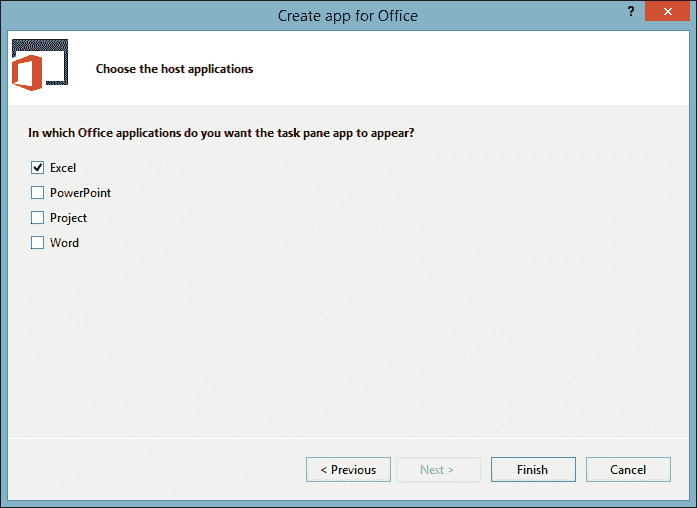 Create app for Office
?
Choose the host applications
In which Office applications do you want the task pane app to appear?
Excel
PowerPoint
Project
Word
< Previous Next > Finish Cancel